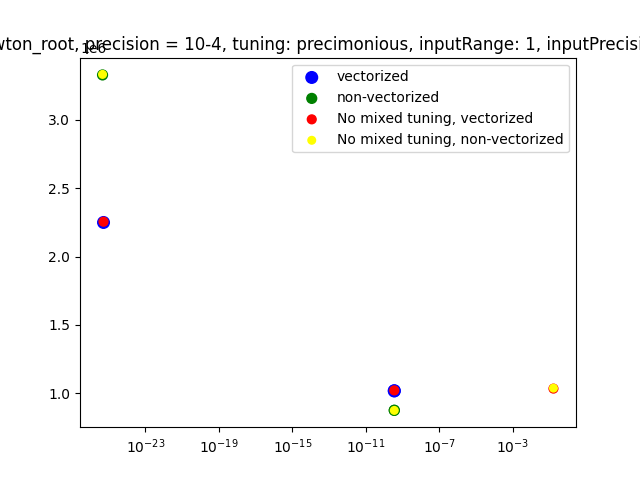 precision = 10-4, tuning: precimonious, inputRange: 1,
1e6
vectorized
non-vectorized
No mixed tuning, vectorized
No mixed tuning, non-vectorized
3.0
2.5
2.0
1.5
1.0
10⁻²³ 10⁻¹⁹ 10⁻¹⁵ 10⁻¹¹ 10⁻⁷ 10⁻³